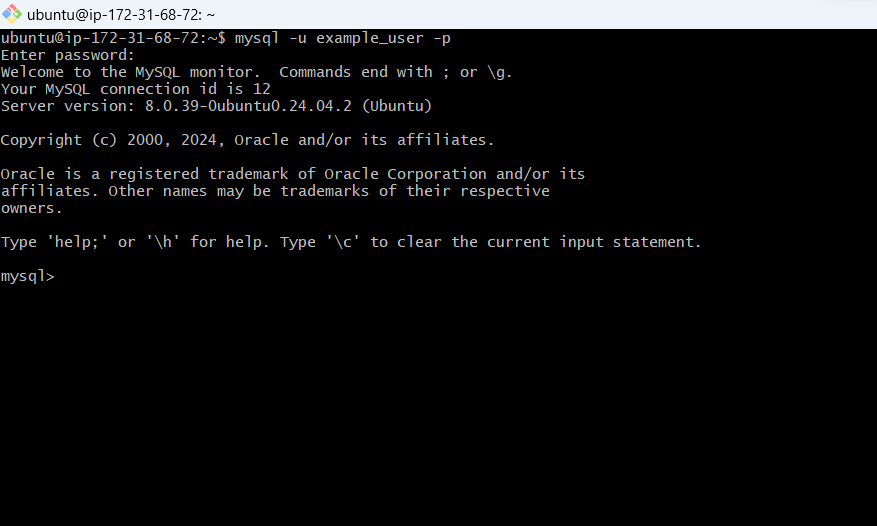 ubuntu@ip-172-31-68-72: ~
ubuntu@ip-172-31-68-72:~$ mysql -u example_user -p
Enter password:
Welcome to the MySQL monitor.  Commands end with ; or \g.
Your MySQL connection id is 12
Server version: 8.0.39-0ubuntu0.24.04.2 (Ubuntu)
Copyright (c) 2000, 2024, Oracle and/or its affiliates.
Oracle is a registered trademark of Oracle Corporation and/or its
affiliates. Other names may be trademarks of their respective
owners.
Type 'help;' or '\h' for help. Type '\c' to clear the current input statement.
mysql>